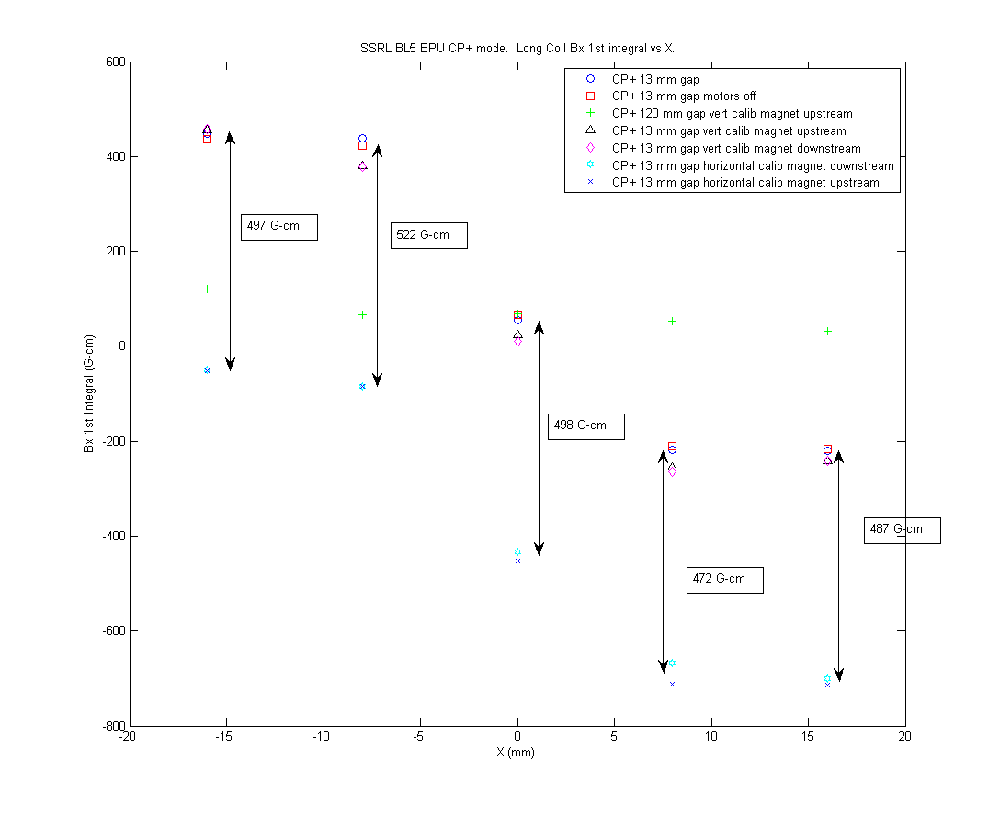 SSRL BL5 EPU CP+ mode. Long Coil Bx 1st integral vs X.
600
400
200
0
-200
-400
-600
-800
Bx 1st Integral (G-cm)
CP+ 13 mm gap
CP+ 13 mm gap motors off
CP+ 120 mm gap vert calib magnet upstream
CP+ 13 mm gap vert calib magnet upstream
CP+ 13 mm gap vert calib magnet downstream
CP+ 13 mm gap horizontal calib magnet downstream
CP+ 13 mm gap horizontal calib magnet upstream
497 G-cm
522 G-cm
498 G-cm
472 G-cm
487 G-cm
-20 -15 -10 -5 0 5 10 15 20
X (mm)